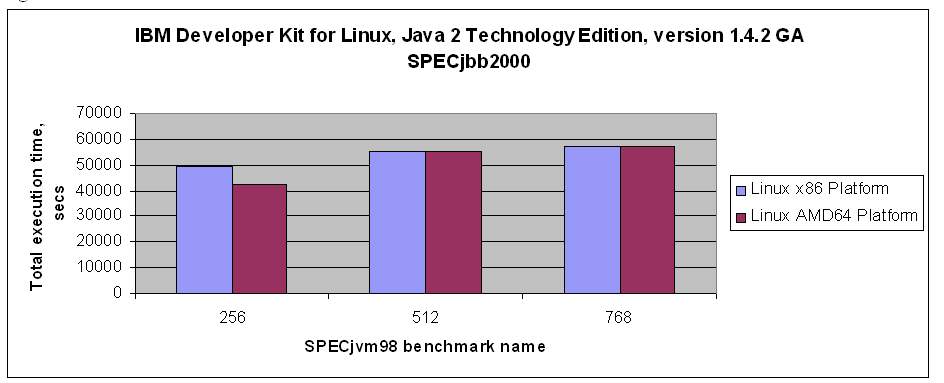 IBM Developer Kit for Linux, Java 2 Technology Edition, version 1.4.2 GA
SPECjbb2000
Total execution time,
secs
70000
60000
50000
40000
30000
20000
10000
0
256
512
768
SPECjvm98 benchmark name
Linux x86 Platform
Linux AMD64 Platform